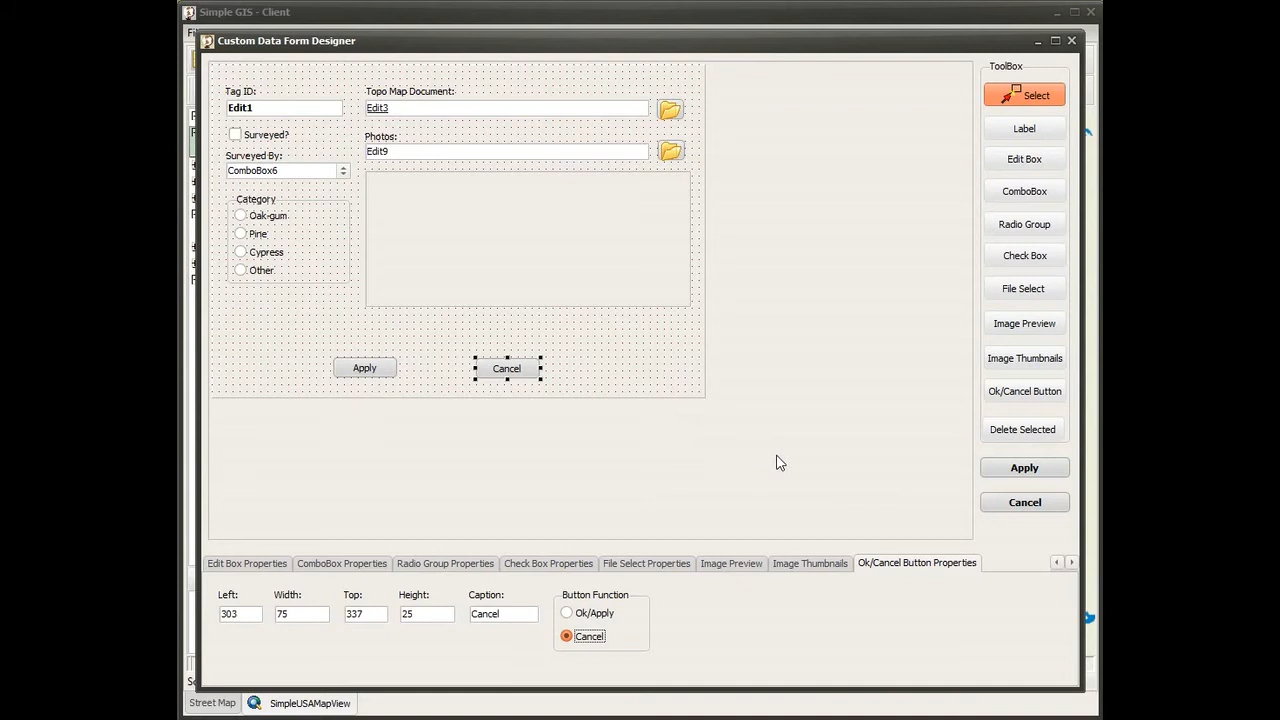 Simple GIS - Client
Custom Data Form Designer
Tag ID:
Edit1
Surveyed?
Surveyed By:
ComboBox6
Category
Oak-gum
Pine
Cypress
Other
Topo Map Document:
Edit3
Photos:
Edit9
Apply
Cancel
ToolBox
Select
Label
Edit Box
ComboBox
Radio Group
Check Box
File Select
Image Preview
Image Thumbnails
Ok/Cancel Button
Delete Selected
Apply
Cancel
Edit Box Properties ComboBox Properties Radio Group Properties Check Box Properties File Select Properties Image Preview Image Thumbnails Ok/Cancel Button Properties
Left: Width: Top: Height: Caption: Button Function
303 75 337 25 Cancel Ok/Apply
Cancel
Street Map SimpleUSAMapView